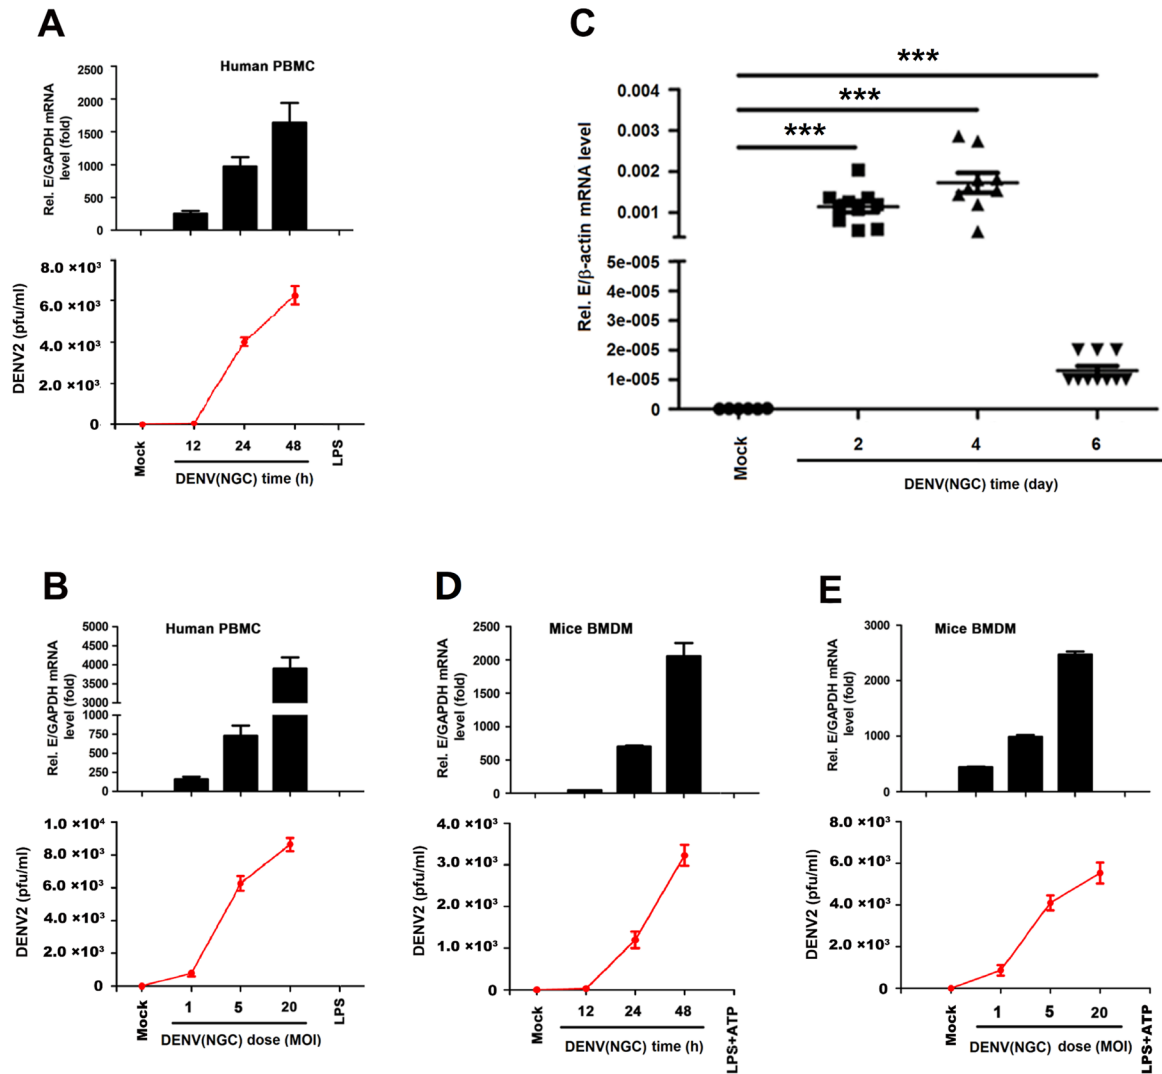 A
Human PBMC
Rel. E/GAPDH mRNA
level (fold)
2500
2000
1500
1000
500
0
DENV2 (pfu/ml)
8.0 ×10³
6.0 ×10³
4.0 ×10³
2.0 ×10³
0
Mock
12
24
48
LPS
DENV(NGC) time (h)
C
***
***
***
Rel. E/β-actin mRNA level
0.004
0.003
0.002
0.001
5e-005
4e-005
3e-005
2e-005
1e-005
0
Mock
2
4
6
DENV(NGC) time (day)
B
Human PBMC
Rel. E/GAPDH mRNA
level (fold)
5000
4500
4000
3500
3000
1000
750
500
250
0
DENV2 (pfu/ml)
1.0 ×10⁴
8.0 ×10³
6.0 ×10³
4.0 ×10³
2.0 ×10³
0
Mock
1
5
20
LPS
DENV(NGC) dose (MOI)
D
Mice BMDM
Rel. E/GAPDH mRNA
level (fold)
2500
2000
1500
1000
500
0
DENV2 (pfu/ml)
4.0 ×10³
3.0 ×10³
2.0 ×10³
1.0 ×10³
0
Mock
12
24
48
LPS+ATP
DENV(NGC) time (h)
E
Mice BMDM
Rel. E/GAPDH mRNA
level (fold)
3000
2000
1000
0
DENV2 (pfu/ml)
8.0 ×10³
6.0 ×10³
4.0 ×10³
2.0 ×10³
0
Mock
1
5
20
LPS+ATP
DENV(NGC) dose (MOI)